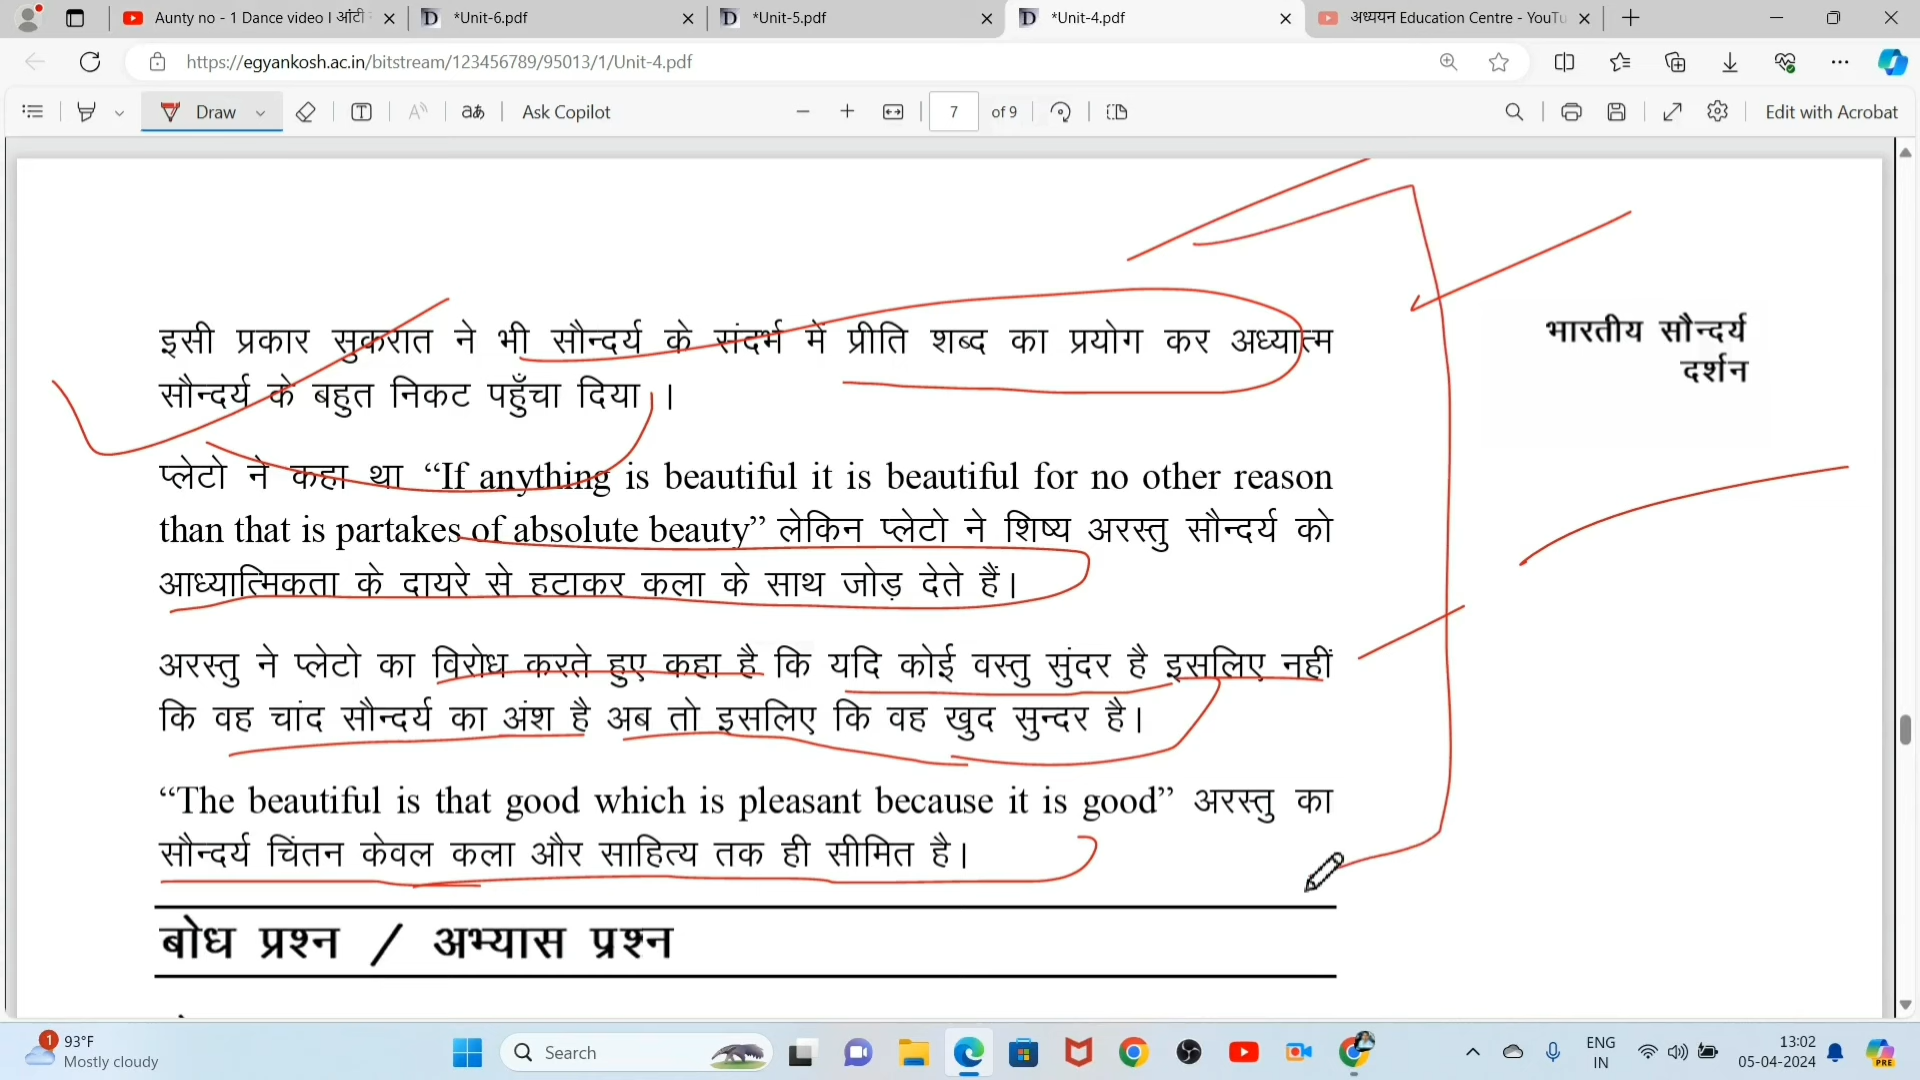 Aunty no - 1 Dance video I आंटी
*Unit-6.pdf
*Unit-5.pdf
*Unit-4.pdf
अध्ययन Education Centre - YouTu
https://egyankosh.ac.in/bitstream/123456789/95013/1/Unit-4.pdf
Draw
aあ
Ask Copilot
7 of 9
Edit with Acrobat
भारतीय सौन्दर्य
दर्शन
इसी प्रकार सुकरात ने भी सौन्दर्य के संदर्भ में प्रीति शब्द का प्रयोग कर अध्यात्म
सौन्दर्य के बहुत निकट पहुँचा दिया ।
प्लेटो ने कहा था “If anything is beautiful it is beautiful for no other reason
than that is partakes of absolute beauty” लेकिन प्लेटो ने शिष्य अरस्तु सौन्दर्य को
आध्यात्मिकता के दायरे से हटाकर कला के साथ जोड़ देते हैं।
अरस्तु ने प्लेटो का विरोध करते हुए कहा है कि यदि कोई वस्तु सुंदर है इसलिए नहीं
कि वह चांद सौन्दर्य का अंश है अब तो इसलिए कि वह खुद सुन्दर है।
“The beautiful is that good which is pleasant because it is good” अरस्तु का
सौन्दर्य चिंतन केवल कला और साहित्य तक ही सीमित है।
बोध प्रश्न / अभ्यास प्रश्न
1
93°F
Mostly cloudy
Search
PRE
ENG
IN
13:02
05-04-2024